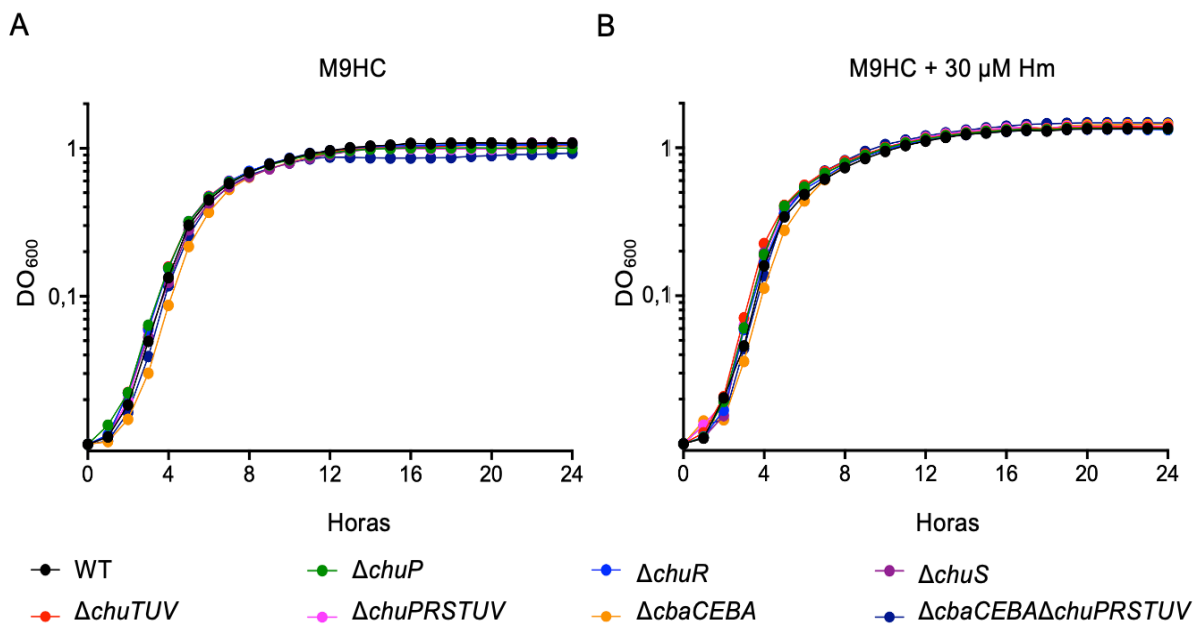 A
B
M9HC
M9HC + 30 µM Hm
1
0,1
DO600
0 4 8 12 16 20 24
Horas
1
0,1
DO600
0 4 8 12 16 20 24
Horas
WT
ΔchuP
ΔchuR
ΔchuS
ΔchuTUV
ΔchuPRSTUV
ΔcbaCEBA
ΔcbaCEBAΔchuPRSTUV